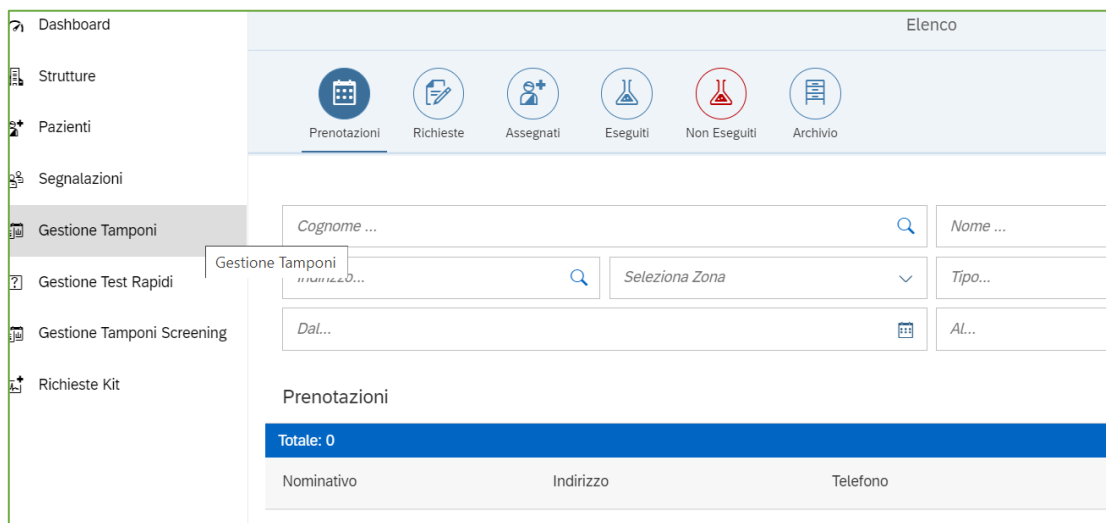 Dashboard
Strutture
Pazienti
Segnalazioni
Gestione Tamponi
Gestione Tamponi
Gestione Test Rapidi
Gestione Tamponi Screening
Richieste Kit
Elenco
Prenotazioni Richieste Assegnati Eseguiti Non Eseguiti Archivio
Cognome ... Nome ...
Indirizzo... Seleziona Zona Tipo...
Dal... Al...
Prenotazioni
Totale: 0
Nominativo Indirizzo Telefono